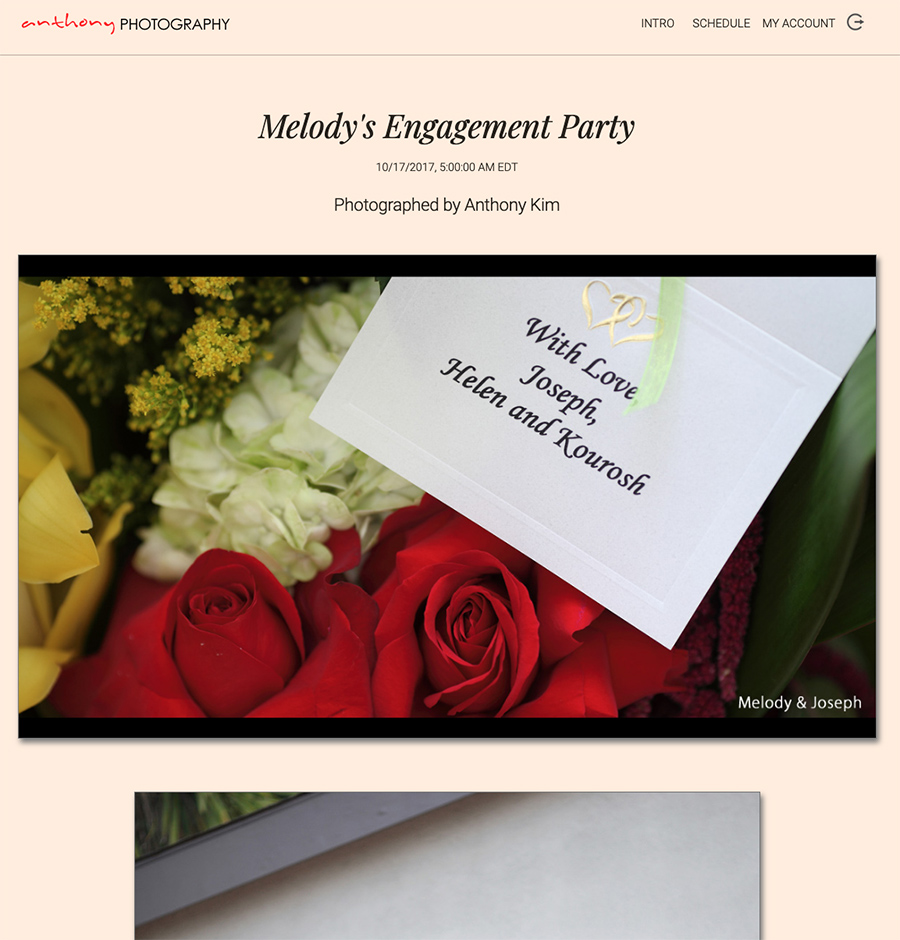 anthony PHOTOGRAPHY
INTRO SCHEDULE MY ACCOUNT
Melody's Engagement Party
10/17/2017, 5:00:00 AM EDT
Photographed by Anthony Kim
With Love
Joseph,
Helen and Kourosh
Melody & Joseph